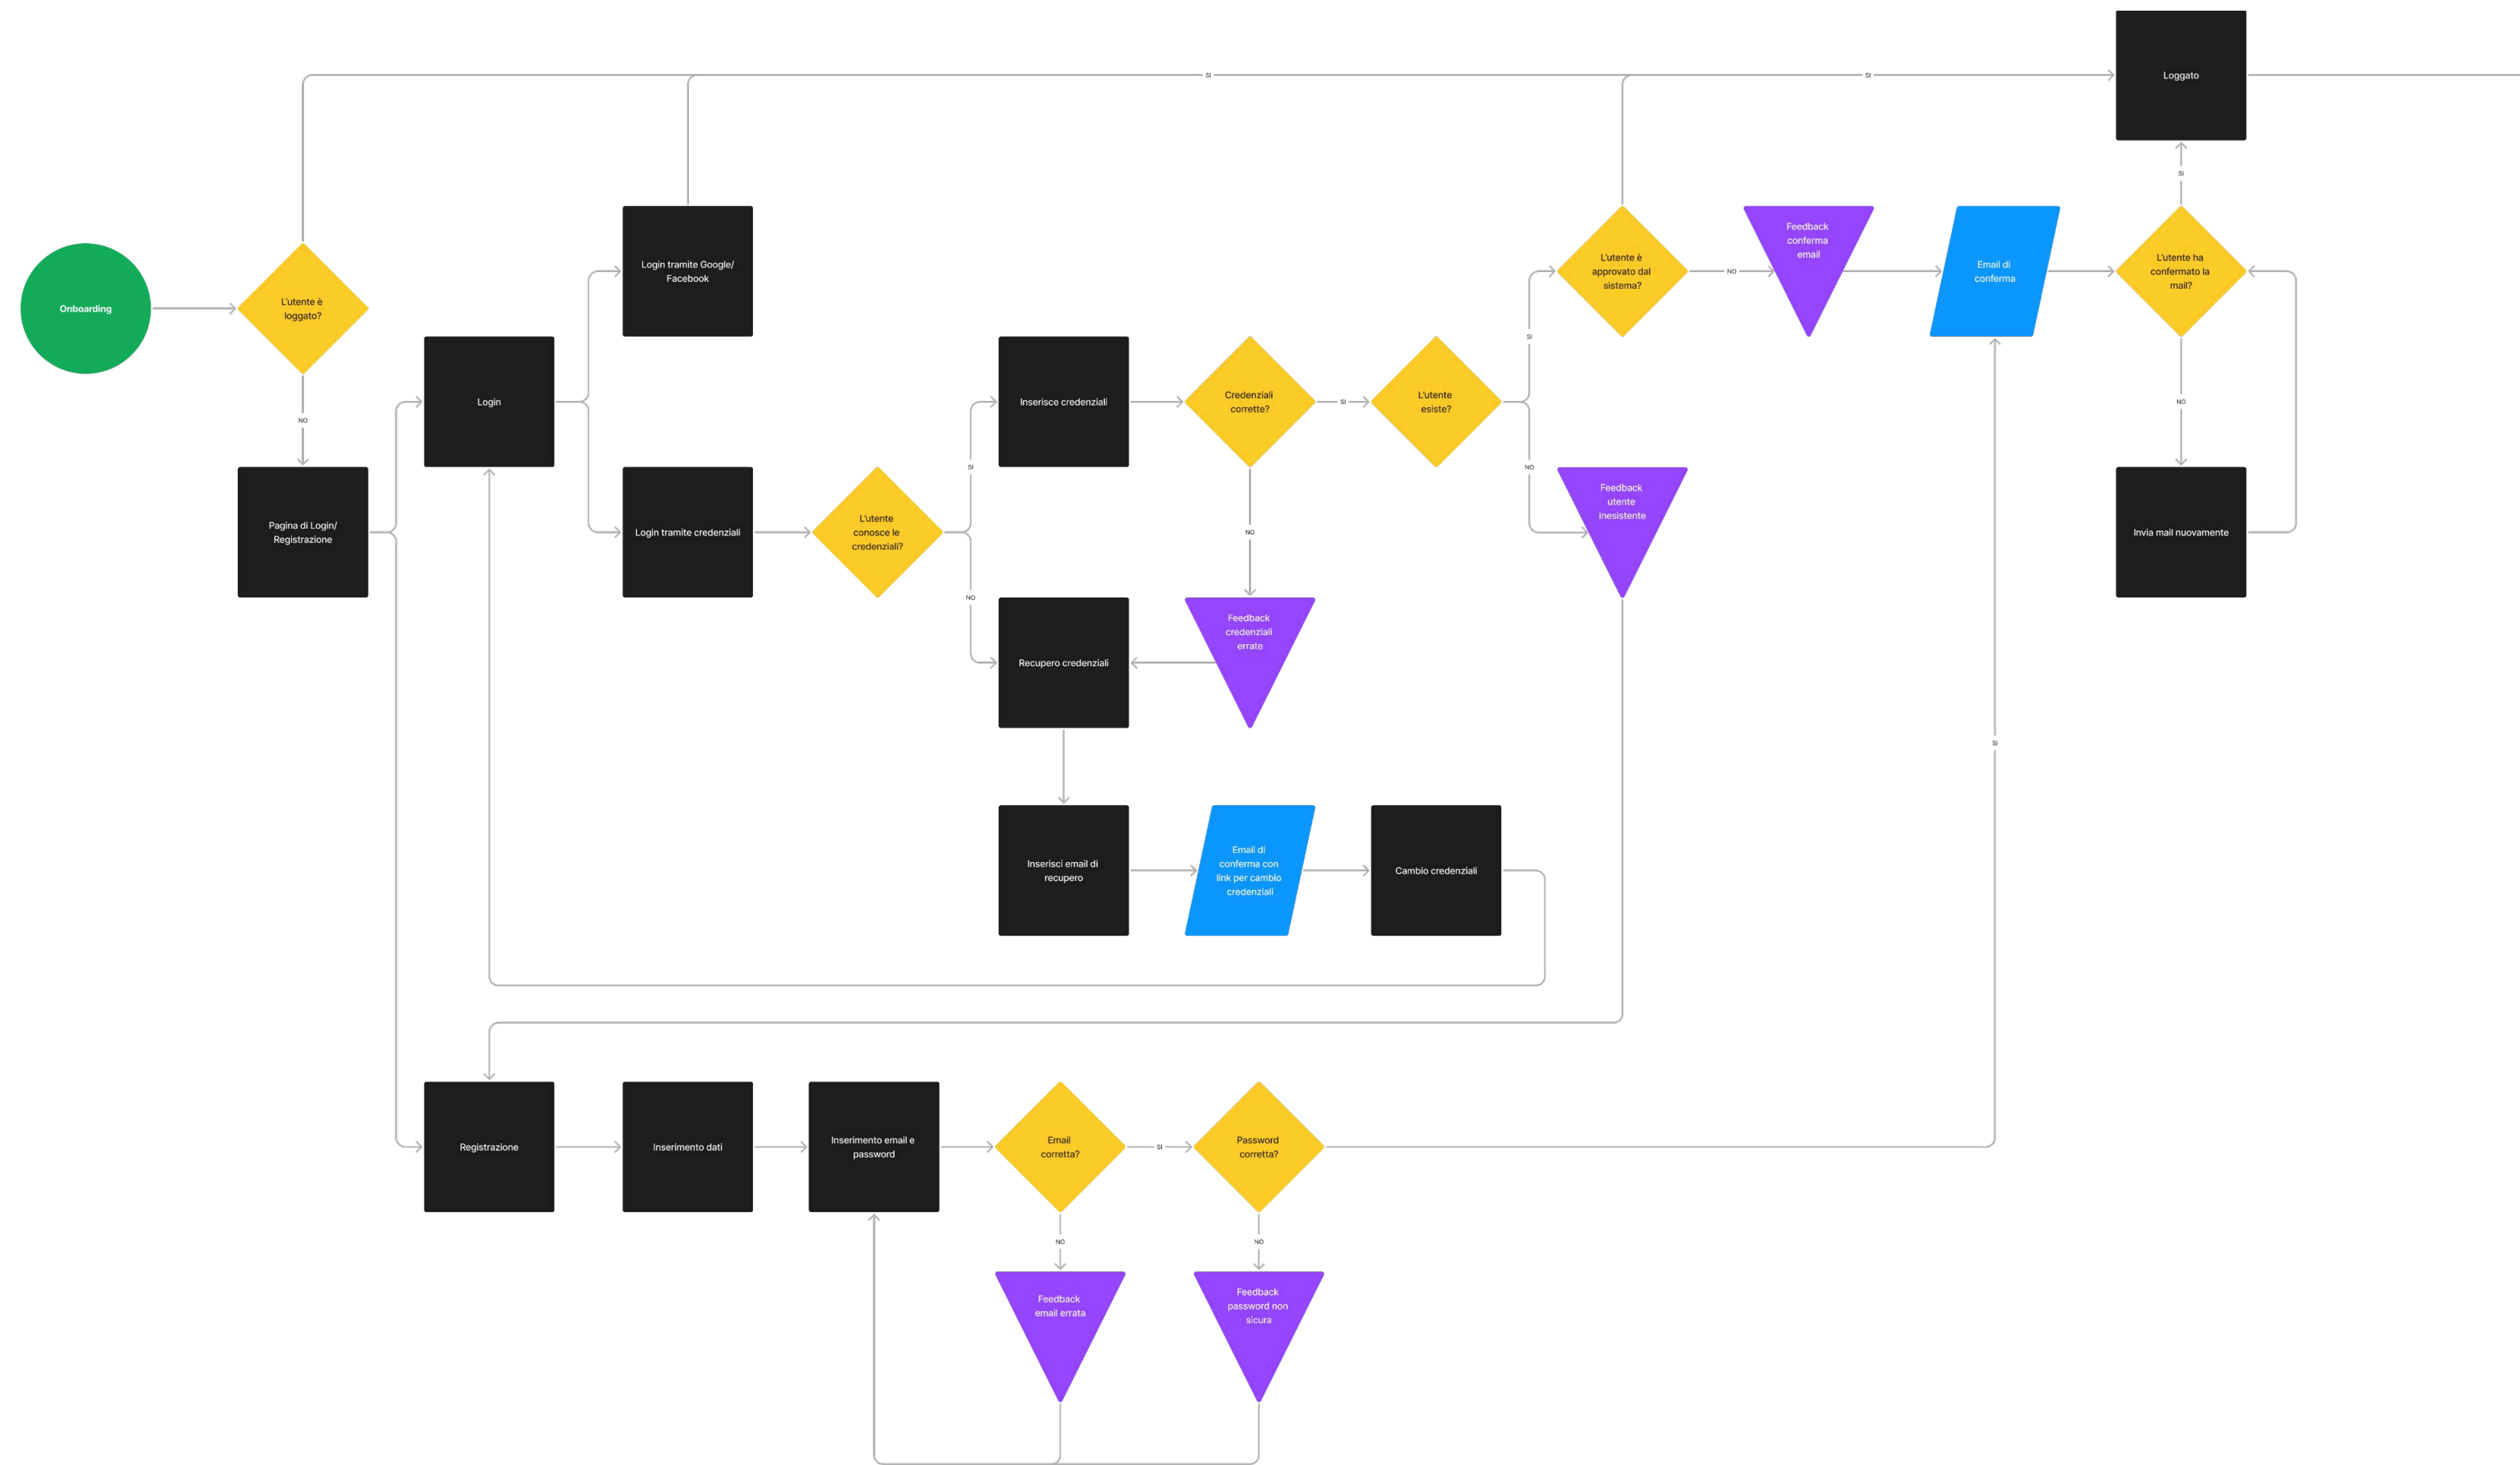 Loggato
SI
SI
SI
Onboarding
L'utente è
loggato?
NO
Pagina di Login/
Registrazione
Login
Login tramite Google/
Facebook
Login tramite credenziali
L'utente
conosce le
credenziali?
SI
NO
Inserisce credenziali
Credenziali
corrette?
SI
NO
L'utente
esiste?
SI
NO
L'utente è
approvato dal
sistema?
NO
Feedback
conferma
email
Email di
conferma
L'utente ha
confermato la
mail?
NO
Invia mail nuovamente
Feedback
utente
inesistente
Feedback
credenziali
errate
Recupero credenziali
Inserisci email di
recupero
Email di
conferma con
link per cambio
credenziali
Cambio credenziali
SI
Registrazione
Inserimento dati
Inserimento email e
password
Email
corretta?
SI
Password
corretta?
NO
NO
Feedback
email errata
Feedback
password non
sicura